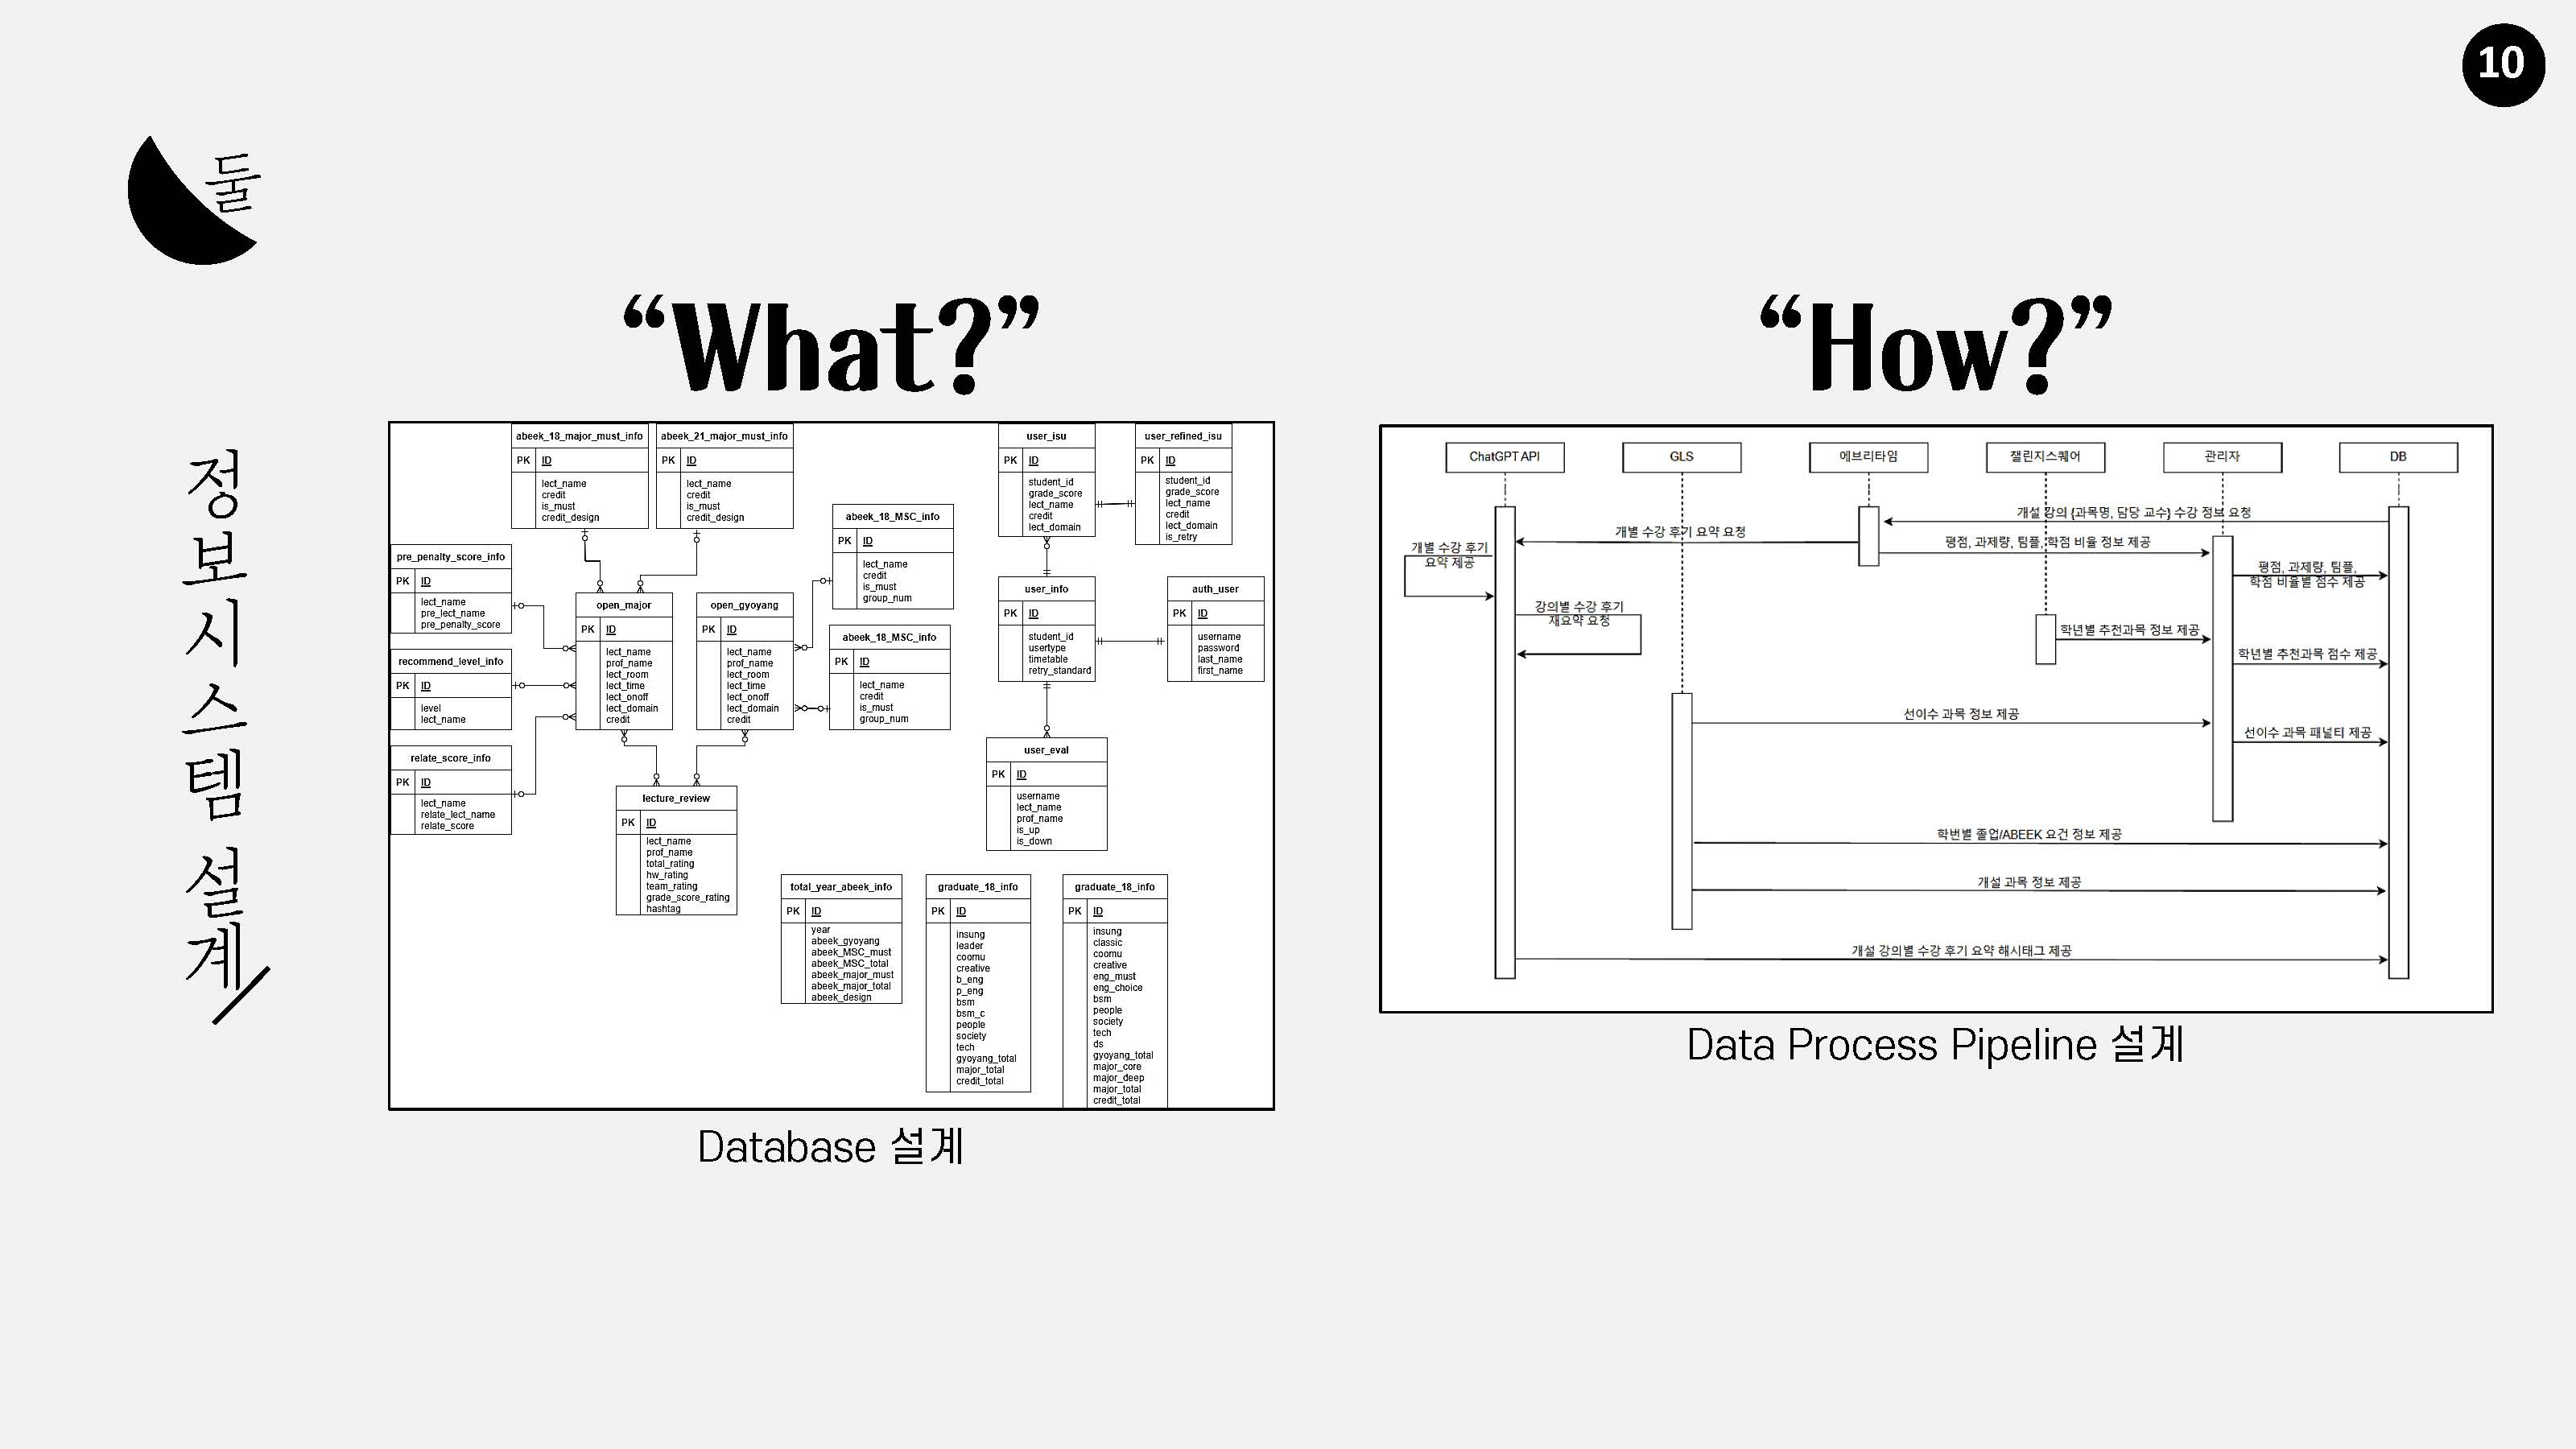 10
둘
정보시스템 설계
“What?”
abeek_18_major_must_info
PK ID
lect_name
credit
is_must
credit_design
abeek_21_major_must_info
PK ID
lect_name
credit
is_must
credit_design
abeek_18_MSC_info
PK ID
lect_name
credit
is_must
group_num
user_isu
PK ID
student_id
grade_score
lect_name
credit
lect_domain
user_refined_isu
PK ID
student_id
grade_score
lect_name
credit
lect_domain
is_retry
pre_penalty_score_info
PK ID
lect_name
pre_lect_name
pre_penalty_score
open_major
PK ID
lect_name
prof_name
lect_room
lect_time
lect_onoff
lect_domain
credit
open_gyoyang
PK ID
lect_name
prof_name
lect_room
lect_time
lect_onoff
lect_domain
credit
abeek_18_MSC_info
PK ID
lect_name
credit
is_must
group_num
user_info
PK ID
student_id
usertype
timetable
retry_standard
auth_user
PK ID
username
password
last_name
first_name
recommend_level_info
PK ID
level
lect_name
relate_score_info
PK ID
lect_name
relate_lect_name
relate_score
lecture_review
PK ID
lect_name
prof_name
total_rating
hw_rating
team_rating
grade_score_rating
hashtag
user_eval
PK ID
username
lect_name
prof_name
is_up
is_down
total_year_abeek_info
PK ID
year
abeek_gyoyang
abeek_MSC_must
abeek_MSC_total
abeek_major_must
abeek_major_total
abeek_design
graduate_18_info
PK ID
insung
leader
coornu
creative
b_eng
p_eng
bsm
bsm_c
people
society
tech
gyoyang_total
major_total
credit_total
graduate_18_info
PK ID
insung
classic
coornu
creative
eng_must
eng_choice
bsm
people
society
tech
ds
gyoyang_total
major_core
major_deep
major_total
credit_total
Database 설계
“How?”
ChatGPT API
GLS
에브리타임
챌린지스퀘어
관리자
DB
개설 강의 {과목명, 담당 교수} 수강 정보 요청
개별 수강 후기 요약 요청
평점, 과제량, 팀플, 학점 비율 정보 제공
개별 수강 후기
요약 제공
평점, 과제량, 팀플,
학점 비율별 점수 제공
강의별 수강 후기
재요약 요청
학년별 추천과목 정보 제공
학년별 추천과목 점수 제공
선이수 과목 정보 제공
선이수 과목 패널티 제공
학번별 졸업/ABEEK 요건 정보 제공
개설 과목 정보 제공
개설 강의별 수강 후기 요약 해시태그 제공
Data Process Pipeline 설계